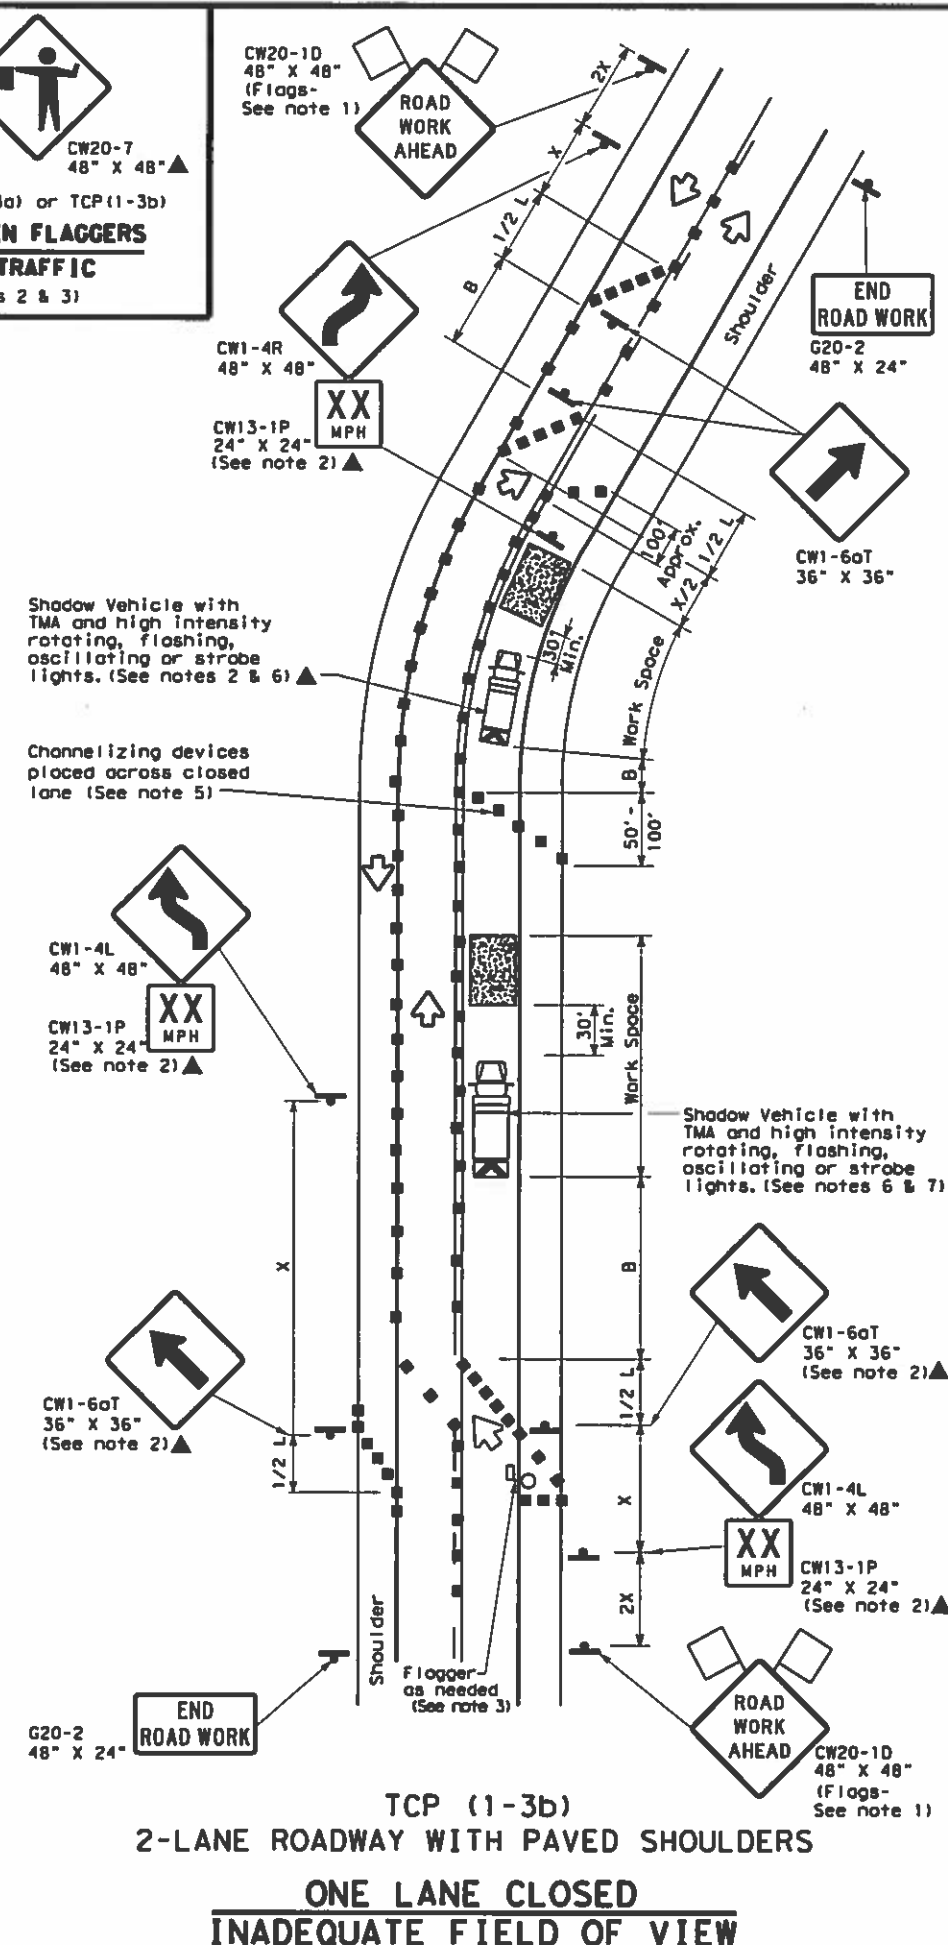 CW20-7
48" X 48"▲
a) or TCP(1-3b)
N FLAGGERS
TRAFFIC
s 2 & 3)
CW20-1D
48" X 48"
(Flags-
See note 1)
ROAD
WORK
AHEAD
2X
X
1/2 L
B
CW1-4R
48" X 48"
XX
MPH
CW13-1P
24" X 24"
(See note 2)▲
Shoulder
END
ROAD WORK
G20-2
48" X 24"
CW1-6aT
36" X 36"
100'
Approx.
1/2 L
X/2
30'
Min.
Work Space
B
50' -
100'
Shadow Vehicle with
TMA and high intensity
rotating, flashing,
oscillating or strobe
lights. (See notes 2 & 6)▲
Channelizing devices
placed across closed
lane (See note 5)
CW1-4L
48" X 48"
XX
MPH
CW13-1P
24" X 24"
(See note 2)▲
30'
Min.
Work Space
Shadow Vehicle with
TMA and high intensity
rotating, flashing,
oscillating or strobe
lights. (See notes 6 & 7)
X
B
CW1-6aT
36" X 36"
(See note 2)▲
CW1-6aT
36" X 36"
(See note 2)▲
1/2 L
1/2 L
X
CW1-4L
48" X 48"
XX
MPH
CW13-1P
24" X 24"
(See note 2)▲
2X
Shoulder
Flagger
as needed
(See note 3)
END
ROAD WORK
G20-2
48" X 24"
ROAD
WORK
AHEAD
CW20-1D
48" X 48"
(Flags-
See note 1)
TCP (1-3b)
2-LANE ROADWAY WITH PAVED SHOULDERS
ONE LANE CLOSED
INADEQUATE FIELD OF VIEW